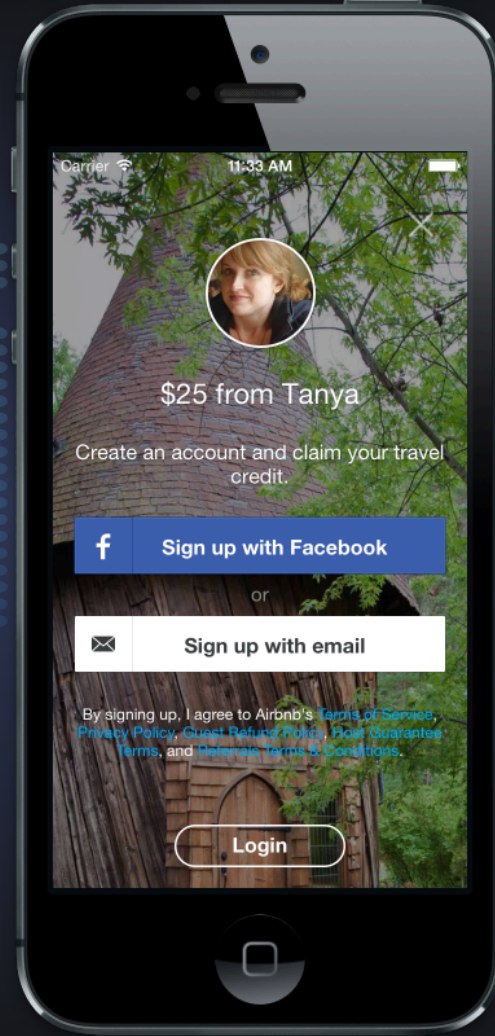 Carrier 11:33 AM
$25 from Tanya
Create an account and claim your travel
credit.
f Sign up with Facebook
or
Sign up with email
By signing up, I agree to Airbnb's Terms of Service,
Privacy Policy, Guest Refund Policy, Host Guarantee
Terms, and Referrals Terms & Conditions.
Login